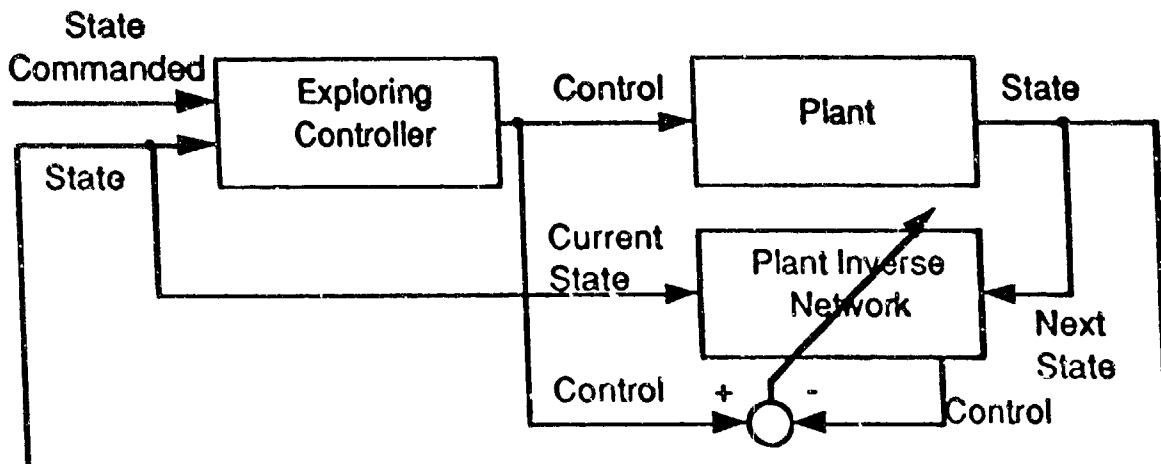 State
Commanded
Exploring
Controller
Control
Plant
State
State
Current
State
Plant Inverse
Network
Next
State
Control
+
-
Control